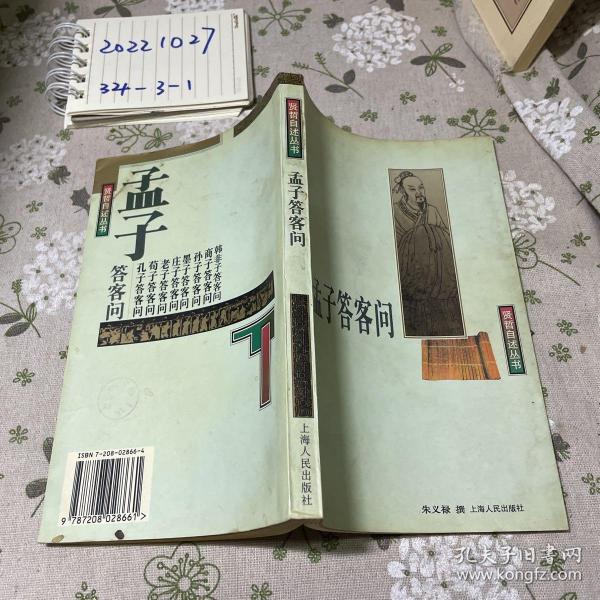 20221027
324-3-1
贤哲自述丛书
孟子
答客问
韩非子答客问
商子答客问
孙子答客问
墨子答客问
庄子答客问
老子答客问
荀子答客问
孔子答客问
ISBN 7-208-02866-4
9 787208 028661 >
贤哲自述丛书
孟子答客问
上海人民出版社
孟子答客问
贤哲自述丛书
朱义禄 撰 上海人民出版社
孔夫子旧书网
www.kongfz.com